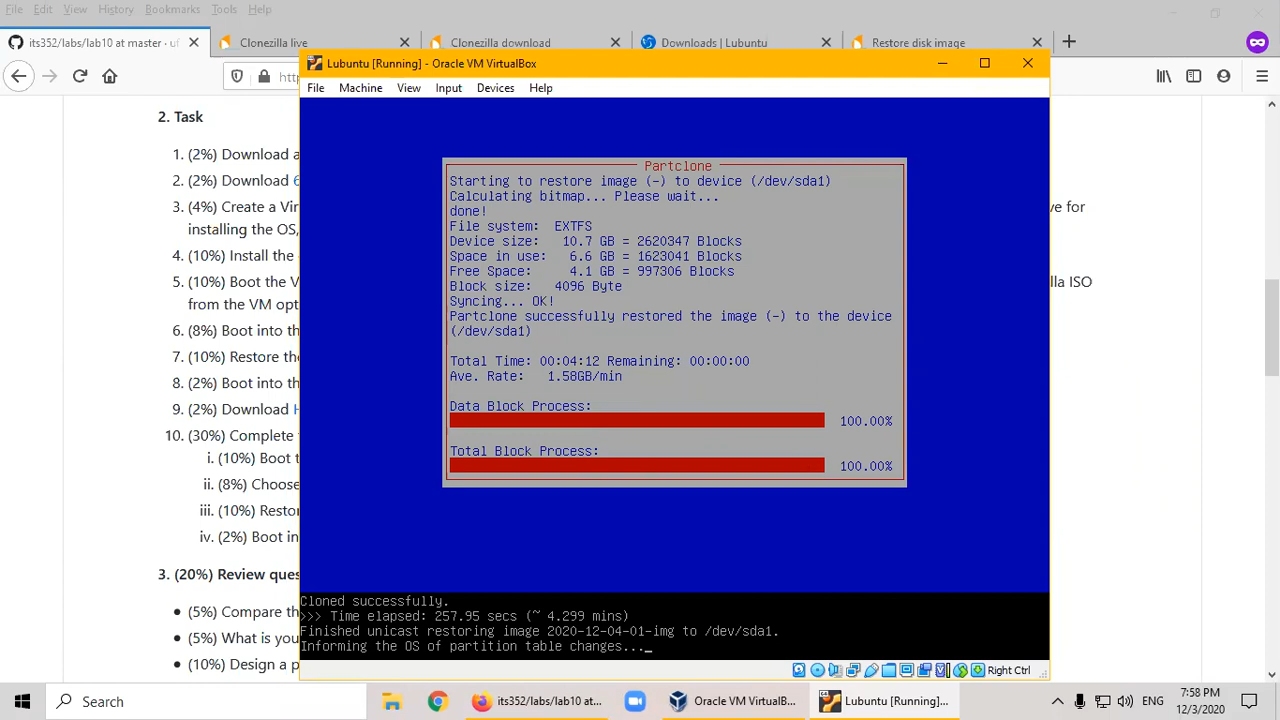 File Edit View History Bookmarks Tools Help
its352/labs/lab10 at master · uf
Clonezilla live
Clonezilla download
Downloads | Lubuntu
Restore disk image
Lubuntu [Running] - Oracle VM VirtualBox
File Machine View Input Devices Help
2. Task
1. (2%) Download a
2. (2%) Download 6
3. (4%) Create a Vir
ve for
installing the OS,
4. (10%) Install the
5. (10%) Boot the V
lla ISO
from the VM opt
6. (8%) Boot into the
7. (10%) Restore the
8. (2%) Boot into the
9. (2%) Download H
10. (30%) Complete
i. (10%) Boot t
ii. (8%) Choose
iii. (10%) Resto
iv. (2%) Boot in
3. (20%) Review ques
(5%) Compare th
(5%) What is you
(10%) Design a p
Partclone
Starting to restore image (-) to device (/dev/sda1)
Calculating bitmap... Please wait...
done!
File system: EXTFS
Device size: 10.7 GB = 2620347 Blocks
Space in use: 6.6 GB = 1623041 Blocks
Free Space: 4.1 GB = 997306 Blocks
Block size: 4096 Byte
Syncing... OK!
Partclone successfully restored the image (-) to the device
(/dev/sda1)
Total Time: 00:04:12 Remaining: 00:00:00
Ave. Rate: 1.58GB/min
Data Block Process:
100.00%
Total Block Process:
100.00%
Cloned successfully.
>>> Time elapsed: 257.95 secs (~ 4.299 mins)
Finished unicast restoring image 2020-12-04-01-img to /dev/sda1.
Informing the OS of partition table changes..._
Right Ctrl
Search
its352/labs/lab10 at...
Oracle VM VirtualBo...
Lubuntu [Running]...
ENG
7:58 PM
12/3/2020